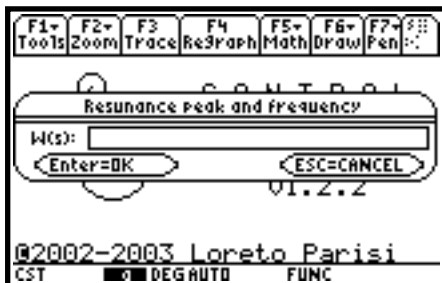 F1 F2 F3 F4 F5 F6 F7
Tools Zoom Trace ReGraph Math Draw Pen
Resunance peak and frequency
W(s):
Enter=OK ESC=CANCEL
V1.2.2
@2002-2003 Loreto Parisi
CST DEG AUTO FUNC